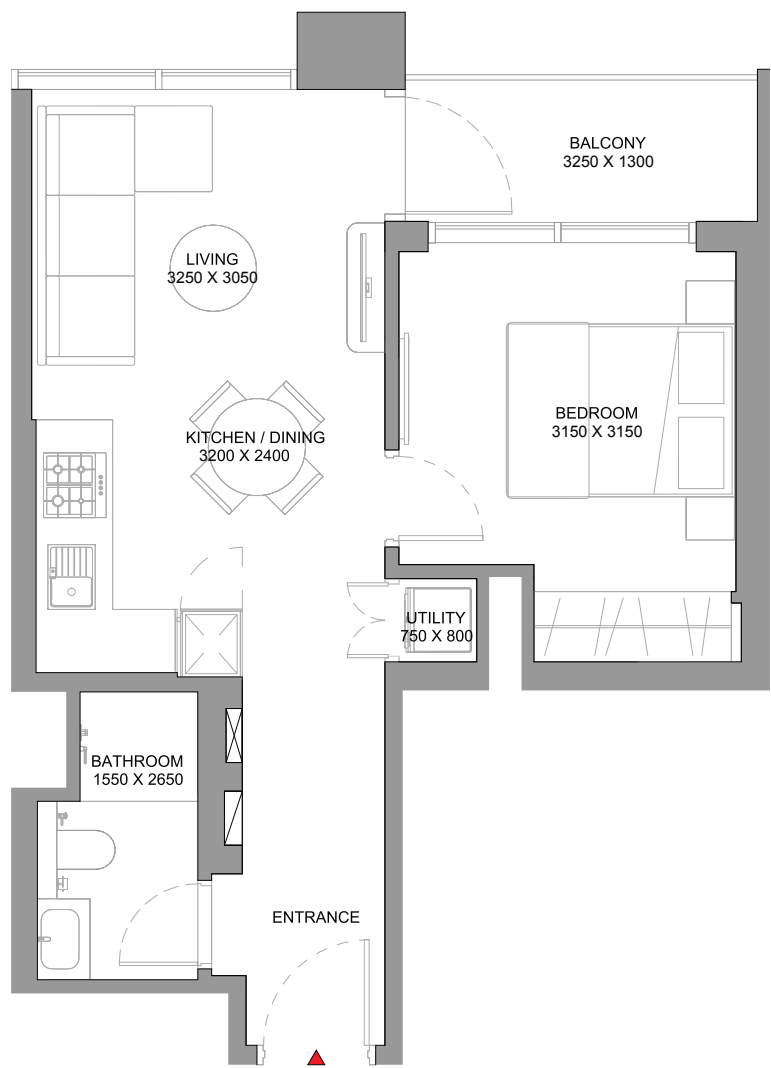 BALCONY
3250 X 1300
LIVING
3250 X 3050
BEDROOM
3150 X 3150
KITCHEN / DINING
3200 X 2400
UTILITY
750 X 800
BATHROOM
1550 X 2650
ENTRANCE